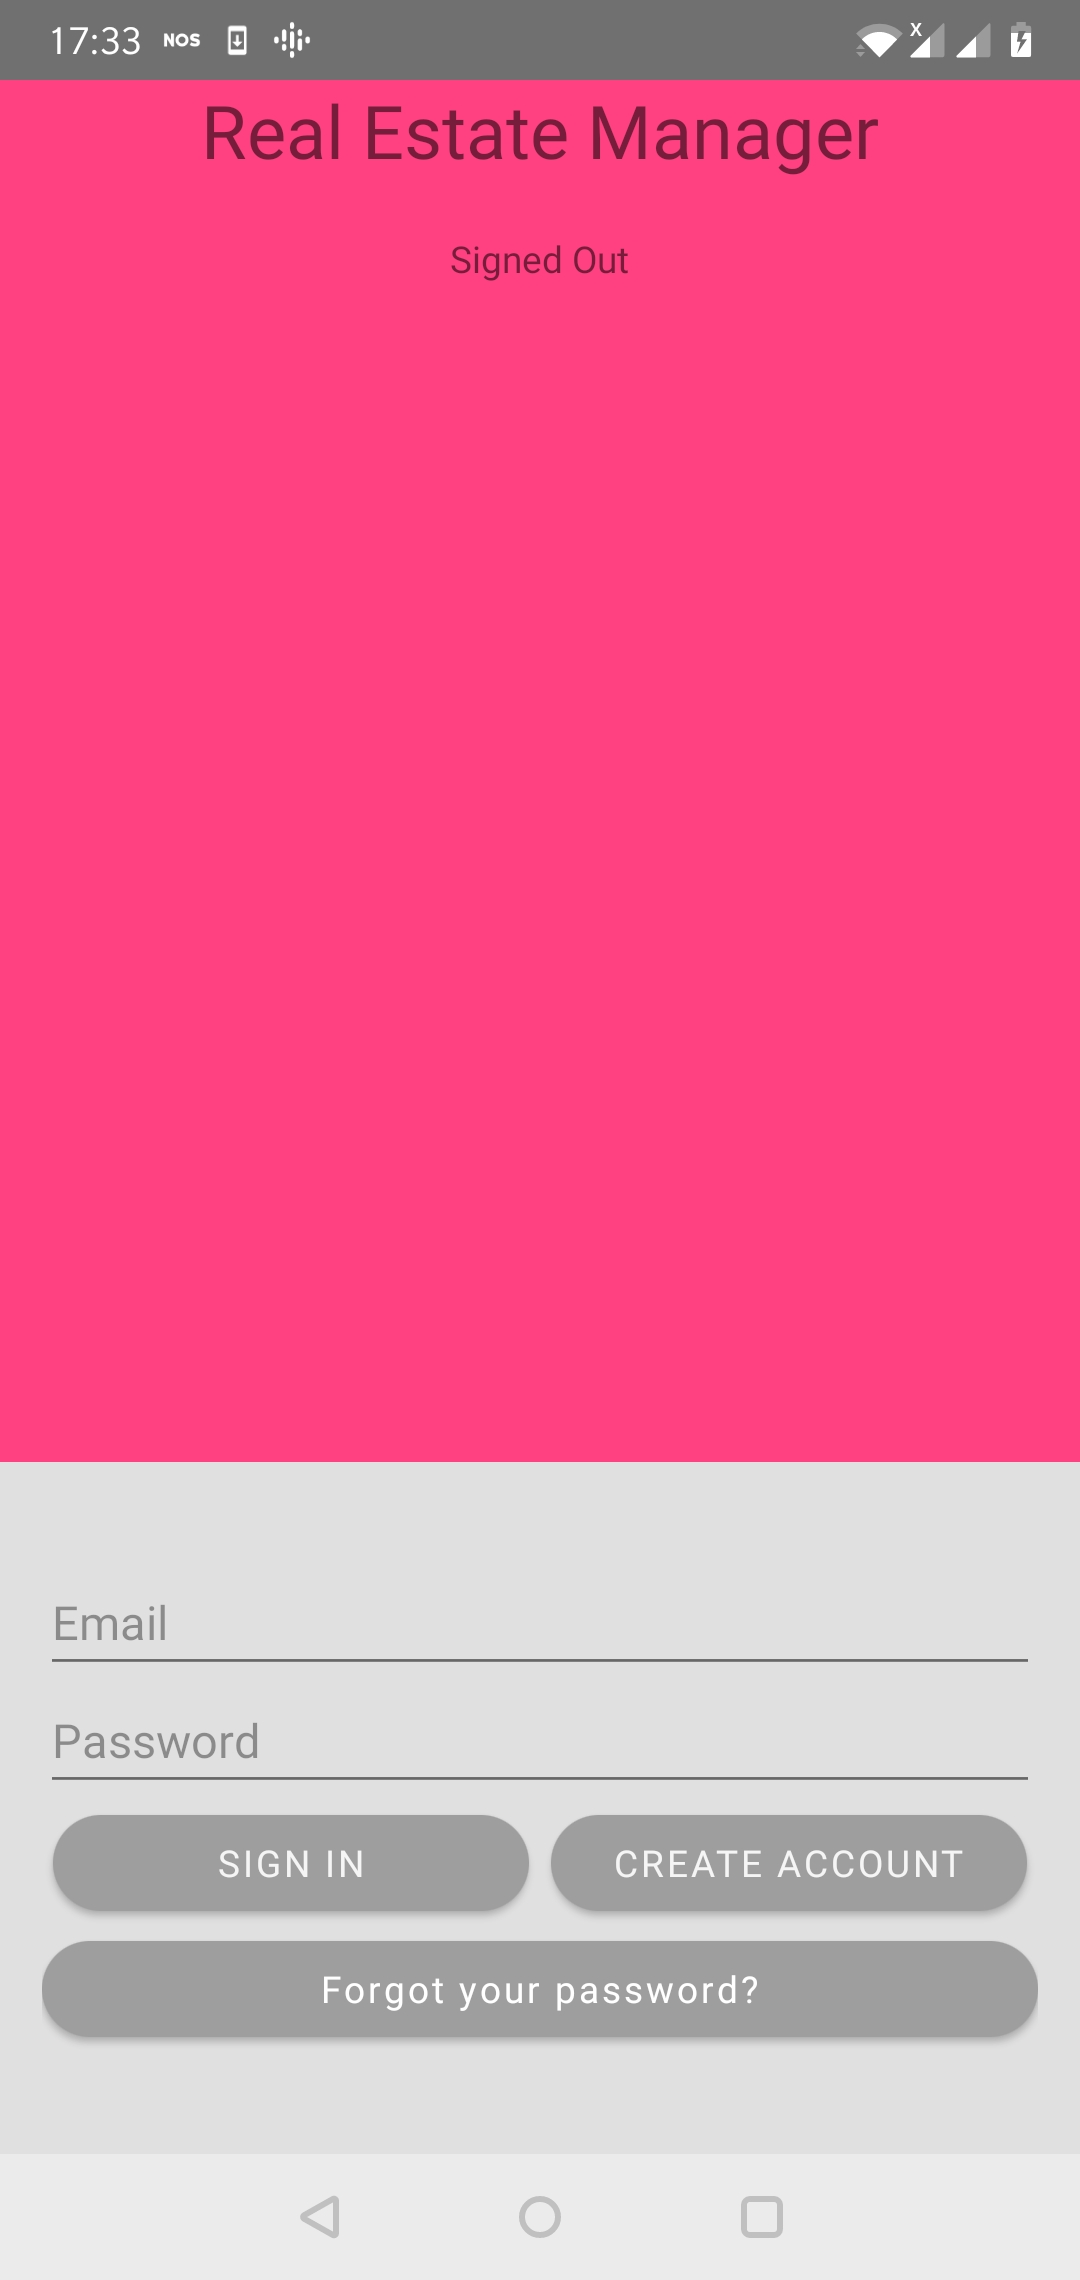 17:33 NOS X
Real Estate Manager
Signed Out
Email
Password
SIGN IN CREATE ACCOUNT
Forgot your password?